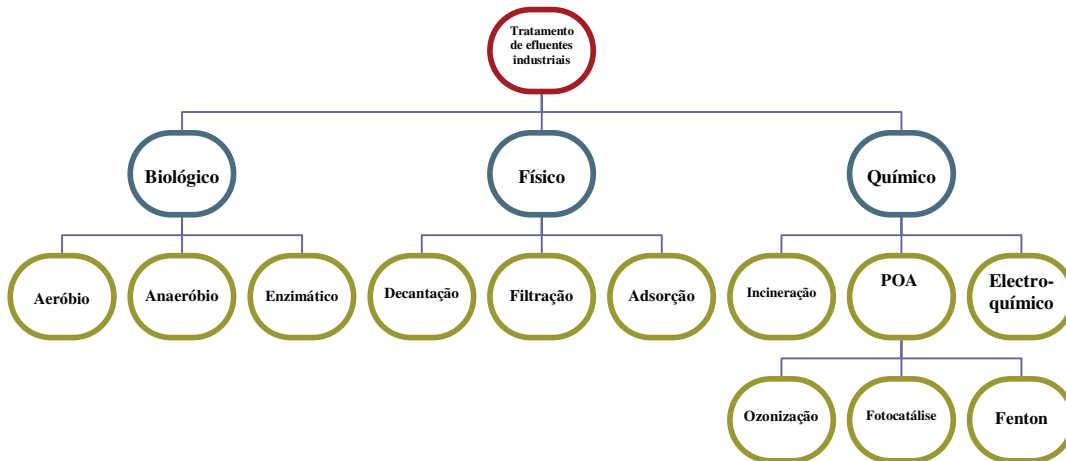 Tratamento
de efluentes
industriais
Biológico
Físico
Químico
Aeróbio
Anaeróbio
Enzimático
Decantação
Filtração
Adsorção
Incineração
POA
Electro-
químico
Ozonização
Fotocatálise
Fenton